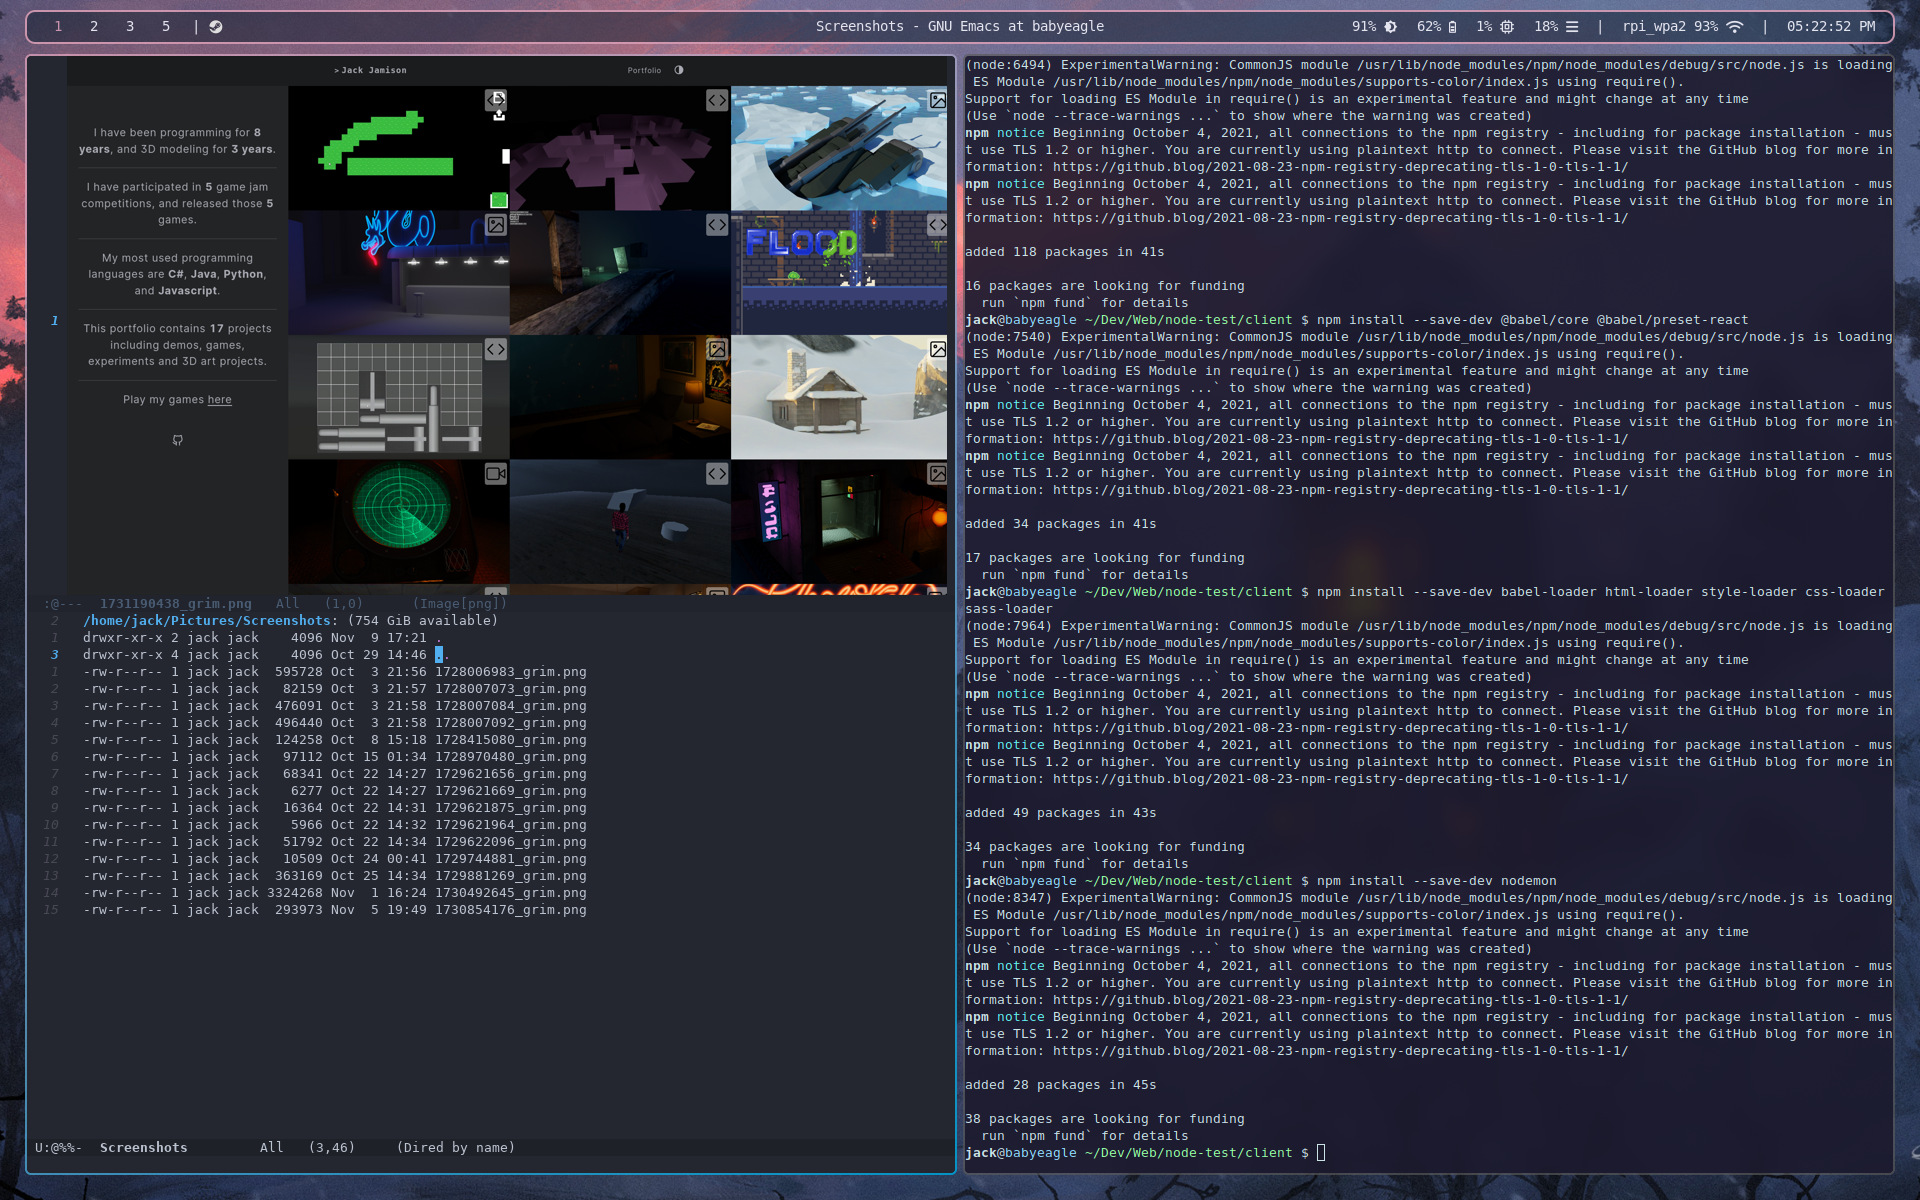 1 2 3 5 |
Screenshots - GNU Emacs at babyeagle
91% 62% 1% 18% | rpi_wpa2 93% | 05:22:52 PM
>Jack Jamison
Portfolio
I have been programming for 8
years, and 3D modeling for 3 years.
I have participated in 5 game jam
competitions, and released those 5
games.
My most used programming
languages are C#, Java, Python,
and Javascript.
This portfolio contains 17 projects
including demos, games,
experiments and 3D art projects.
Play my games here
FLOOD
1
:@--- 1731190438_grim.png All (1,0) (Image[png])
2 /home/jack/Pictures/Screenshots: (754 GiB available)
1 drwxr-xr-x 2 jack jack 4096 Nov 9 17:21 .
3 drwxr-xr-x 4 jack jack 4096 Oct 29 14:46 ..
1 -rw-r--r-- 1 jack jack 595728 Oct 3 21:56 1728006983_grim.png
2 -rw-r--r-- 1 jack jack 82159 Oct 3 21:57 1728007073_grim.png
3 -rw-r--r-- 1 jack jack 476091 Oct 3 21:58 1728007084_grim.png
4 -rw-r--r-- 1 jack jack 496440 Oct 3 21:58 1728007092_grim.png
5 -rw-r--r-- 1 jack jack 124258 Oct 8 15:18 1728415080_grim.png
6 -rw-r--r-- 1 jack jack 97112 Oct 15 01:34 1728970480_grim.png
7 -rw-r--r-- 1 jack jack 68341 Oct 22 14:27 1729621656_grim.png
8 -rw-r--r-- 1 jack jack 6277 Oct 22 14:27 1729621669_grim.png
9 -rw-r--r-- 1 jack jack 16364 Oct 22 14:31 1729621875_grim.png
10 -rw-r--r-- 1 jack jack 5966 Oct 22 14:32 1729621964_grim.png
11 -rw-r--r-- 1 jack jack 51792 Oct 22 14:34 1729622096_grim.png
12 -rw-r--r-- 1 jack jack 10509 Oct 24 00:41 1729744881_grim.png
13 -rw-r--r-- 1 jack jack 363169 Oct 25 14:34 1729881269_grim.png
14 -rw-r--r-- 1 jack jack 3324268 Nov 1 16:24 1730492645_grim.png
15 -rw-r--r-- 1 jack jack 293973 Nov 5 19:49 1730854176_grim.png
U:@%%- Screenshots All (3,46) (Dired by name)
(node:6494) ExperimentalWarning: CommonJS module /usr/lib/node_modules/npm/node_modules/debug/src/node.js is loading
ES Module /usr/lib/node_modules/npm/node_modules/supports-color/index.js using require().
Support for loading ES Module in require() is an experimental feature and might change at any time
(Use `node --trace-warnings ...` to show where the warning was created)
npm notice Beginning October 4, 2021, all connections to the npm registry - including for package installation - mus
t use TLS 1.2 or higher. You are currently using plaintext http to connect. Please visit the GitHub blog for more in
formation: https://github.blog/2021-08-23-npm-registry-deprecating-tls-1-0-tls-1-1/
npm notice Beginning October 4, 2021, all connections to the npm registry - including for package installation - mus
t use TLS 1.2 or higher. You are currently using plaintext http to connect. Please visit the GitHub blog for more in
formation: https://github.blog/2021-08-23-npm-registry-deprecating-tls-1-0-tls-1-1/
added 118 packages in 41s
16 packages are looking for funding
run `npm fund` for details
jack@babyeagle ~/Dev/Web/node-test/client $ npm install --save-dev @babel/core @babel/preset-react
(node:7540) ExperimentalWarning: CommonJS module /usr/lib/node_modules/npm/node_modules/debug/src/node.js is loading
ES Module /usr/lib/node_modules/npm/node_modules/supports-color/index.js using require().
Support for loading ES Module in require() is an experimental feature and might change at any time
(Use `node --trace-warnings ...` to show where the warning was created)
npm notice Beginning October 4, 2021, all connections to the npm registry - including for package installation - mus
t use TLS 1.2 or higher. You are currently using plaintext http to connect. Please visit the GitHub blog for more in
formation: https://github.blog/2021-08-23-npm-registry-deprecating-tls-1-0-tls-1-1/
npm notice Beginning October 4, 2021, all connections to the npm registry - including for package installation - mus
t use TLS 1.2 or higher. You are currently using plaintext http to connect. Please visit the GitHub blog for more in
formation: https://github.blog/2021-08-23-npm-registry-deprecating-tls-1-0-tls-1-1/
added 34 packages in 41s
17 packages are looking for funding
run `npm fund` for details
jack@babyeagle ~/Dev/Web/node-test/client $ npm install --save-dev babel-loader html-loader style-loader css-loader
sass-loader
(node:7964) ExperimentalWarning: CommonJS module /usr/lib/node_modules/npm/node_modules/debug/src/node.js is loading
ES Module /usr/lib/node_modules/npm/node_modules/supports-color/index.js using require().
Support for loading ES Module in require() is an experimental feature and might change at any time
(Use `node --trace-warnings ...` to show where the warning was created)
npm notice Beginning October 4, 2021, all connections to the npm registry - including for package installation - mus
t use TLS 1.2 or higher. You are currently using plaintext http to connect. Please visit the GitHub blog for more in
formation: https://github.blog/2021-08-23-npm-registry-deprecating-tls-1-0-tls-1-1/
npm notice Beginning October 4, 2021, all connections to the npm registry - including for package installation - mus
t use TLS 1.2 or higher. You are currently using plaintext http to connect. Please visit the GitHub blog for more in
formation: https://github.blog/2021-08-23-npm-registry-deprecating-tls-1-0-tls-1-1/
added 49 packages in 43s
34 packages are looking for funding
run `npm fund` for details
jack@babyeagle ~/Dev/Web/node-test/client $ npm install --save-dev nodemon
(node:8347) ExperimentalWarning: CommonJS module /usr/lib/node_modules/npm/node_modules/debug/src/node.js is loading
ES Module /usr/lib/node_modules/npm/node_modules/supports-color/index.js using require().
Support for loading ES Module in require() is an experimental feature and might change at any time
(Use `node --trace-warnings ...` to show where the warning was created)
npm notice Beginning October 4, 2021, all connections to the npm registry - including for package installation - mus
t use TLS 1.2 or higher. You are currently using plaintext http to connect. Please visit the GitHub blog for more in
formation: https://github.blog/2021-08-23-npm-registry-deprecating-tls-1-0-tls-1-1/
npm notice Beginning October 4, 2021, all connections to the npm registry - including for package installation - mus
t use TLS 1.2 or higher. You are currently using plaintext http to connect. Please visit the GitHub blog for more in
formation: https://github.blog/2021-08-23-npm-registry-deprecating-tls-1-0-tls-1-1/
added 28 packages in 45s
38 packages are looking for funding
run `npm fund` for details
jack@babyeagle ~/Dev/Web/node-test/client $